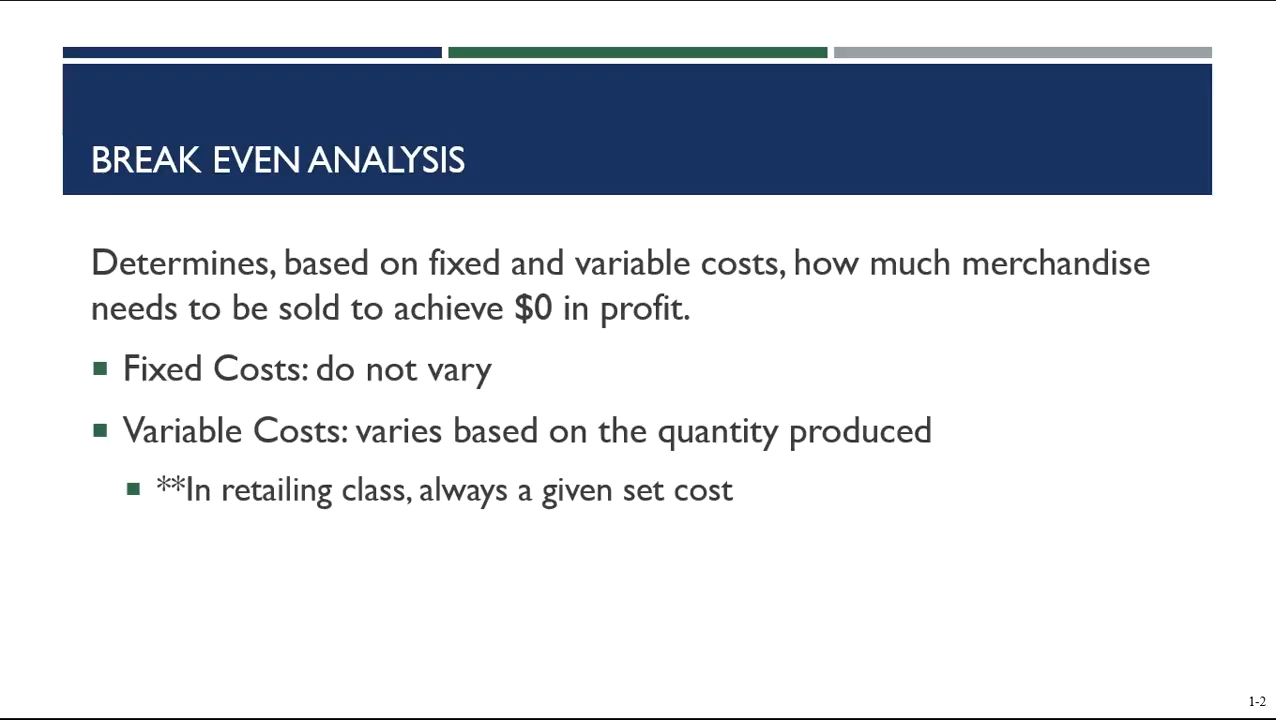 BREAK EVEN ANALYSIS
Determines, based on fixed and variable costs, how much merchandise
needs to be sold to achieve $0 in profit.
Fixed Costs: do not vary
Variable Costs: varies based on the quantity produced
**In retailing class, always a given set cost
1-2